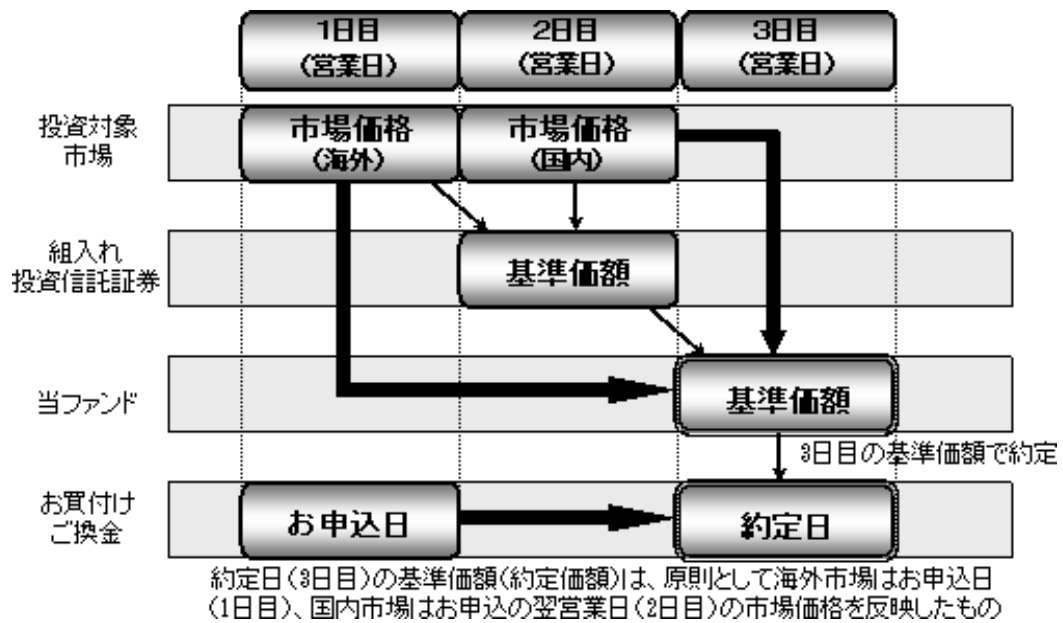 1日目
(営業日)
2日目
(営業日)
3日目
(営業日)
投資対象
市場
市場価格
(海外)
市場価格
(国内)
組入れ
投資信託証券
基準価額
当ファンド
基準価額
3日目の基準価額で約定
お買付け
ご換金
お申込日
約定日
約定日(3日目)の基準価額(約定価額)は、原則として海外市場はお申込日
(1日目)、国内市場はお申込の翌営業日(2日目)の市場価格を反映したもの